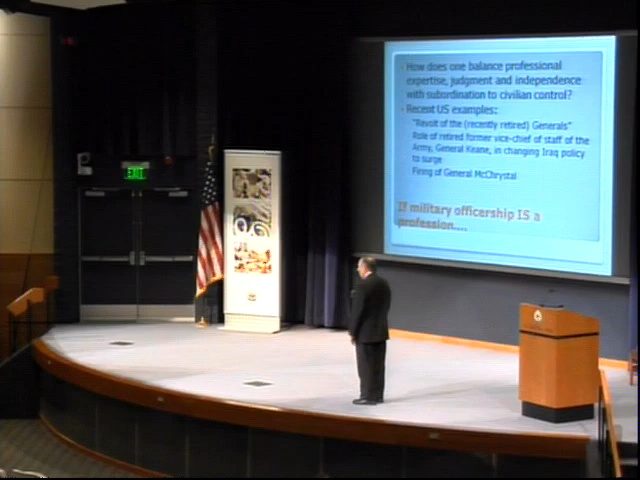 How does one balance professional
expertise, judgment and independence
with subordination to civilian control?
Recent US examples:
"Revolt of the (recently retired) Generals"
Role of retired former vice-chief of staff of the
Army, General Keane, in changing Iraq policy
to surge
Firing of General McChrystal
If military officership IS a
profession....
EXIT